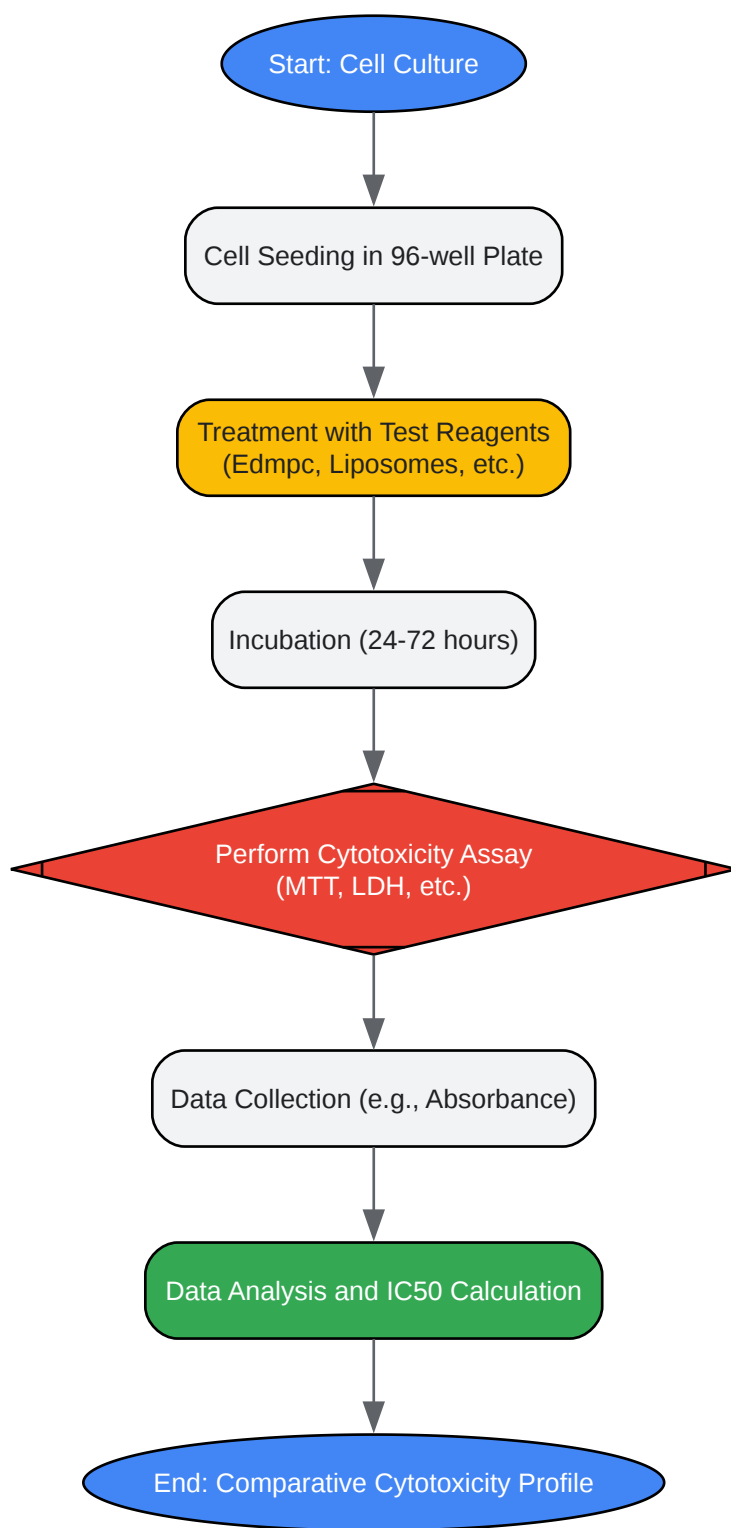 Start: Cell Culture
Cell Seeding in 96-well Plate
Treatment with Test Reagents
(Edmpc, Liposomes, etc.)
Incubation (24-72 hours)
Perform Cytotoxicity Assay
(MTT, LDH, etc.)
Data Collection (e.g., Absorbance)
Data Analysis and IC50 Calculation
End: Comparative Cytotoxicity Profile